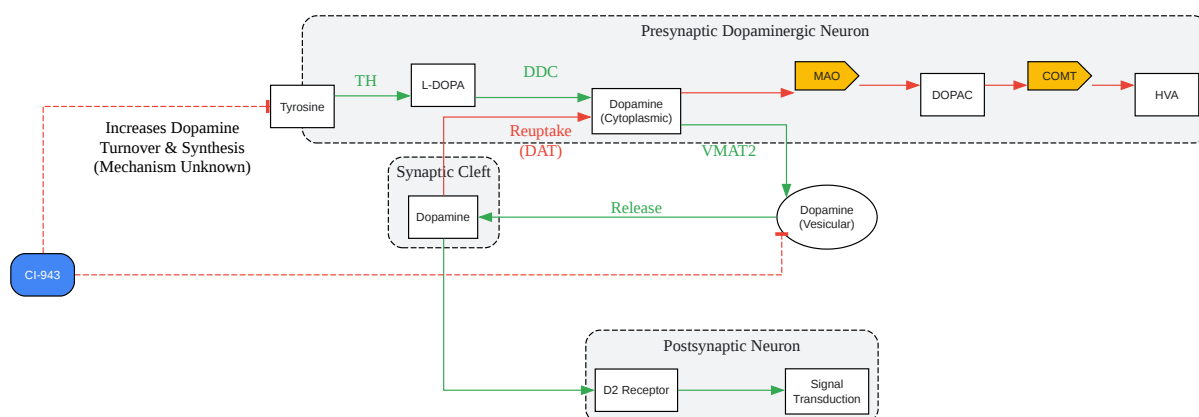 Presynaptic Dopaminergic Neuron
TH
DDC
MAO
COMT
Tyrosine
L-DOPA
Dopamine
(Cytoplasmic)
DOPAC
HVA
Increases Dopamine
Turnover & Synthesis
(Mechanism Unknown)
Reuptake
(DAT)
VMAT2
Synaptic Cleft
Dopamine
Release
Dopamine
(Vesicular)
CI-943
Postsynaptic Neuron
D2 Receptor
Signal
Transduction